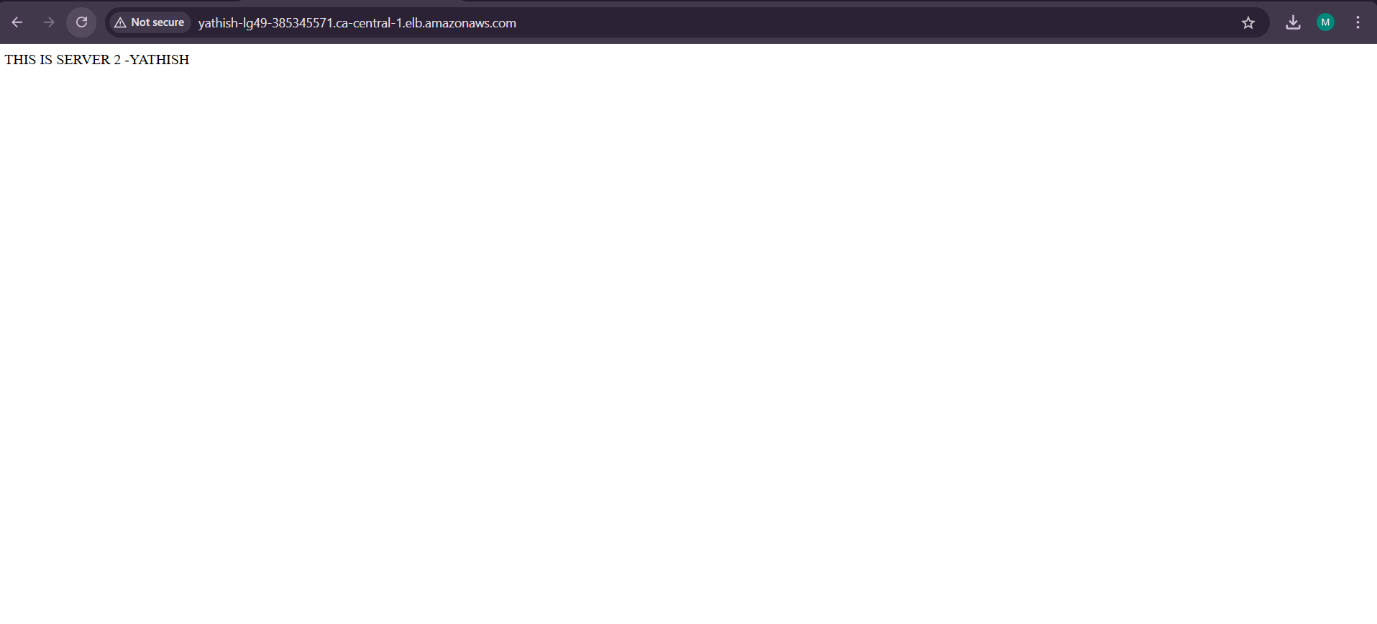 Not secure yathish-lg49-385345571.ca-central-1.elb.amazonaws.com M
THIS IS SERVER 2 -YATHISH